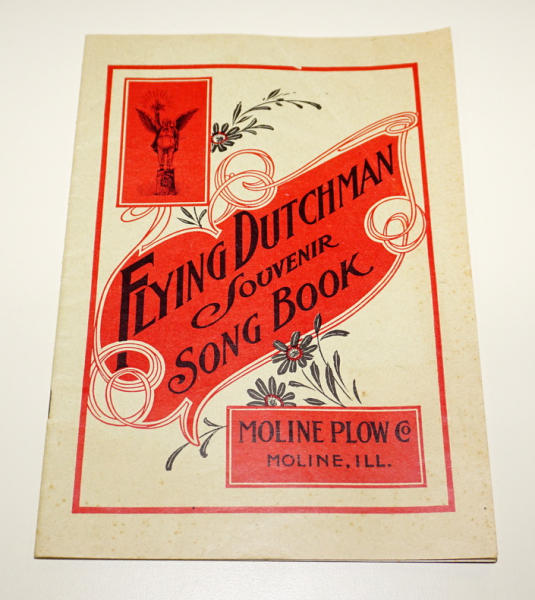 FLYING DUTCHMAN
SOUVENIR
SONG BOOK
MOLINE PLOW CO
MOLINE, ILL.